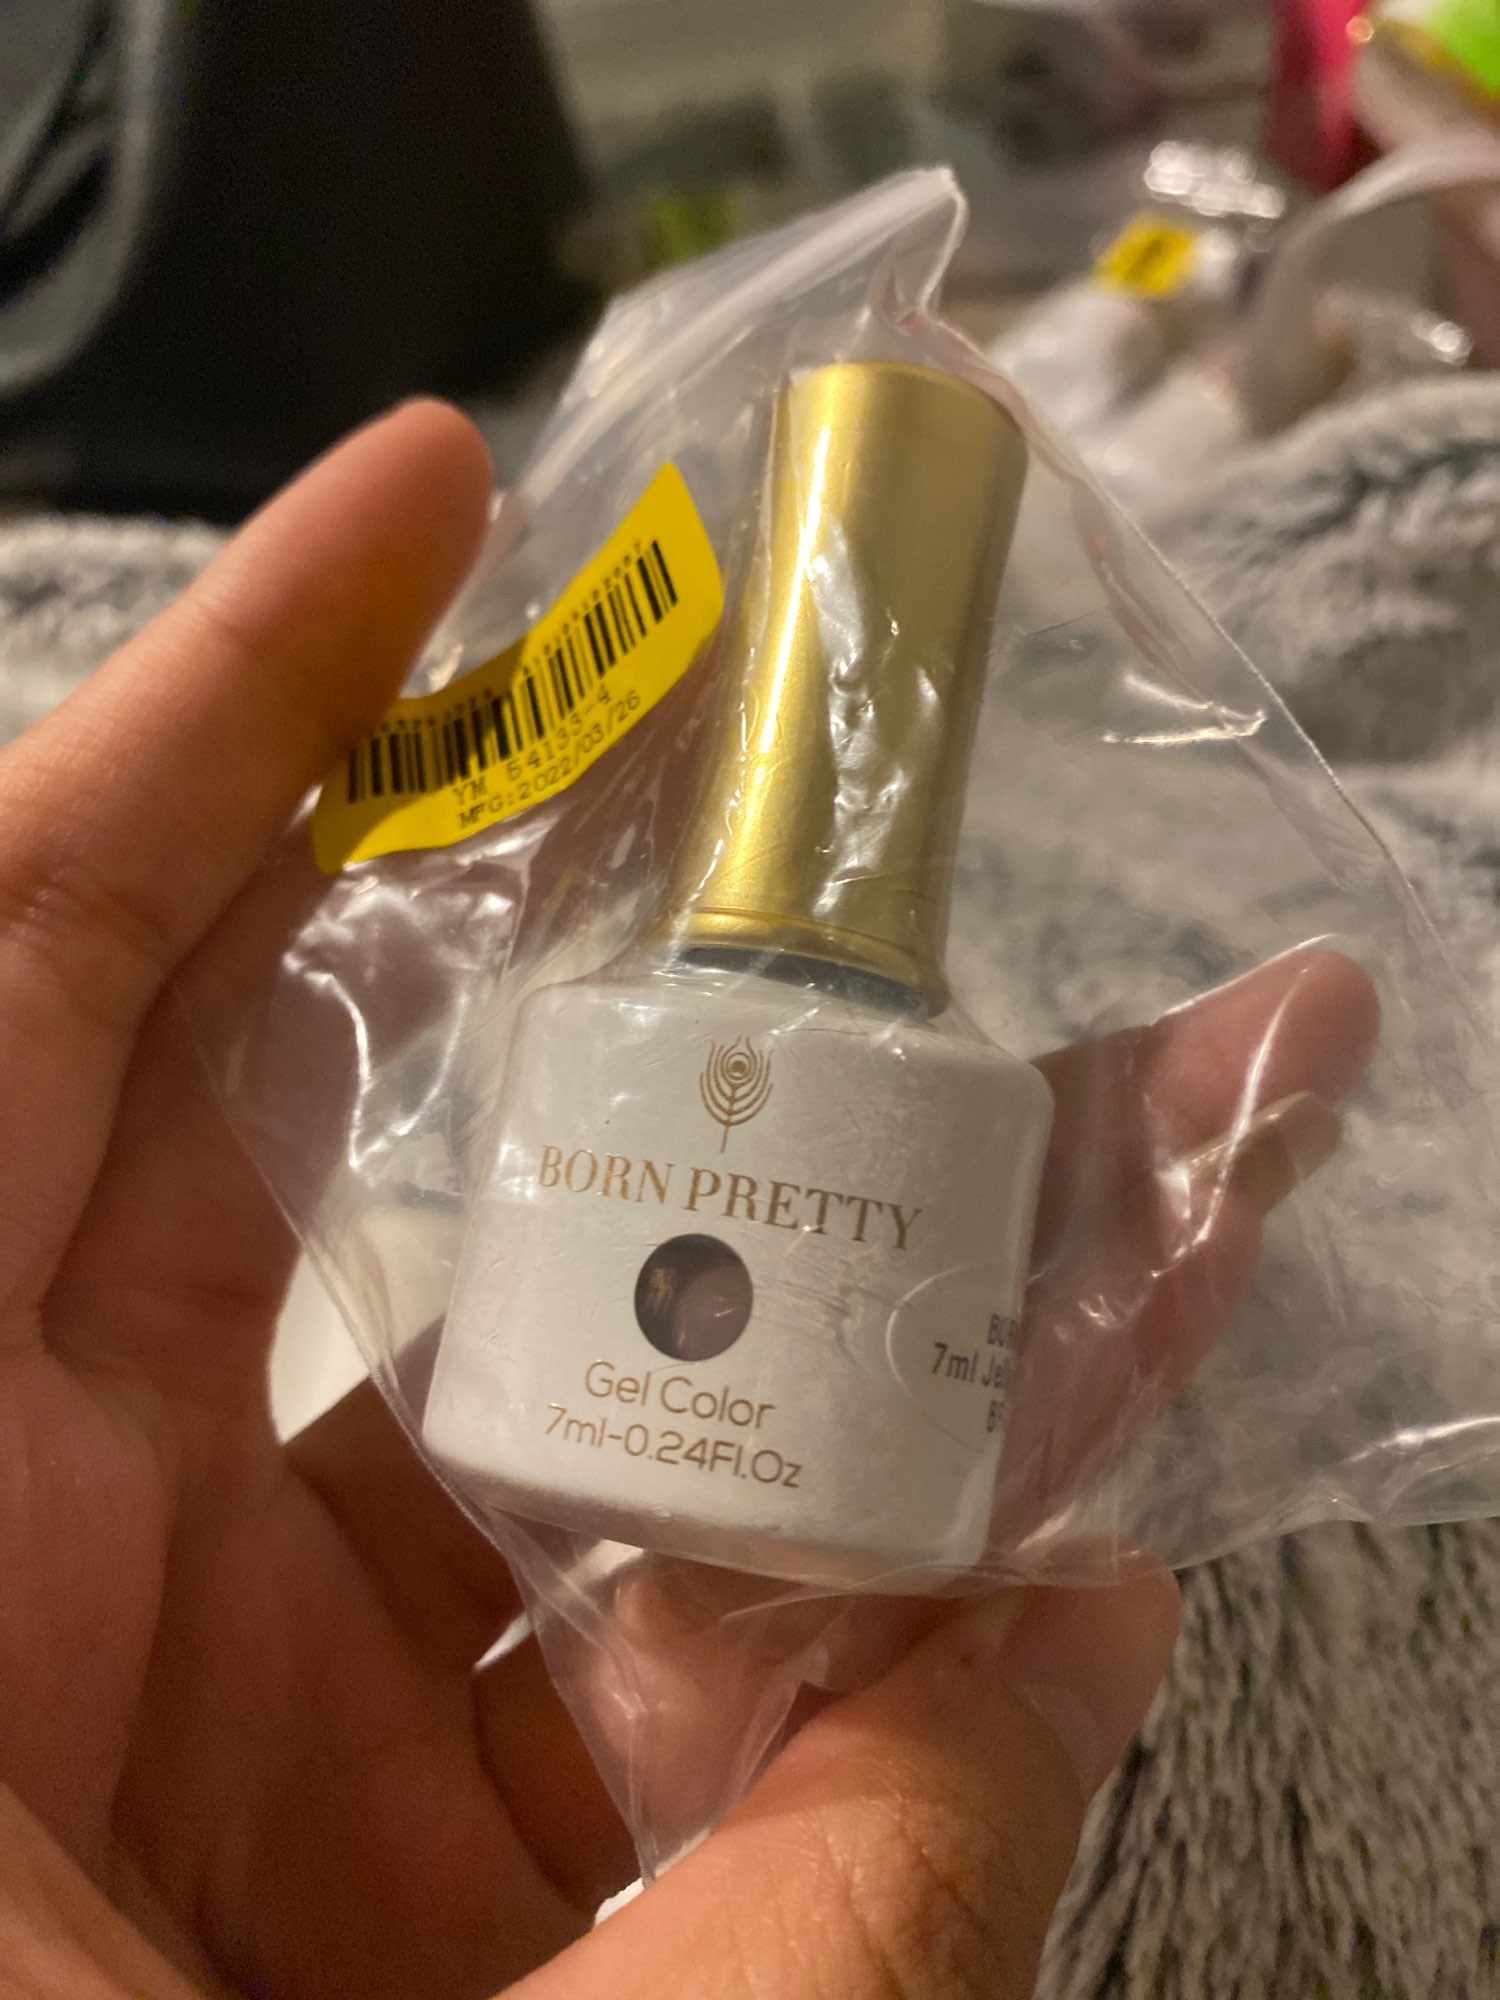 YM 54133-4
MFG:2022/03/26
BORN PRETTY
Gel Color
7ml-0.24Fl.Oz
7ml